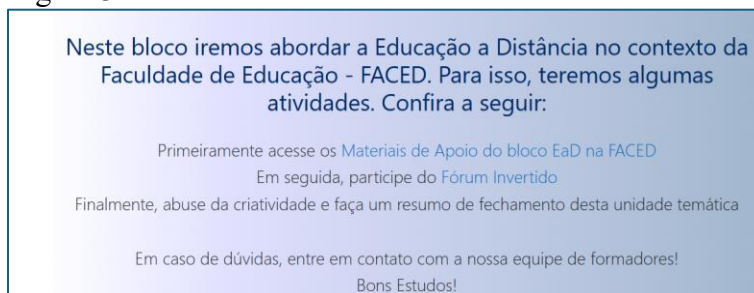 Neste bloco iremos abordar a Educação a Distância no contexto da
Faculdade de Educação - FACED. Para isso, teremos algumas
atividades. Confira a seguir:
Primeiramente acesse os Materiais de Apoio do bloco EaD na FACED
Em seguida, participe do Fórum Invertido
Finalmente, abuse da criatividade e faça um resumo de fechamento desta unidade temática
Em caso de dúvidas, entre em contato com a nossa equipe de formadores!
Bons Estudos!